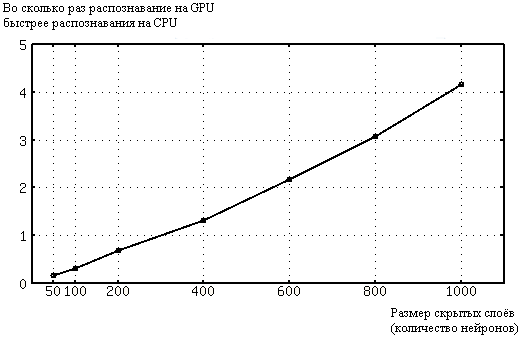 Во сколько раз распознавание на GPU
быстрее распознавания на CPU
5
4
3
2
1
0
50 100 200 400 600 800 1000
Размер скрытых слоёв
(количество нейронов)